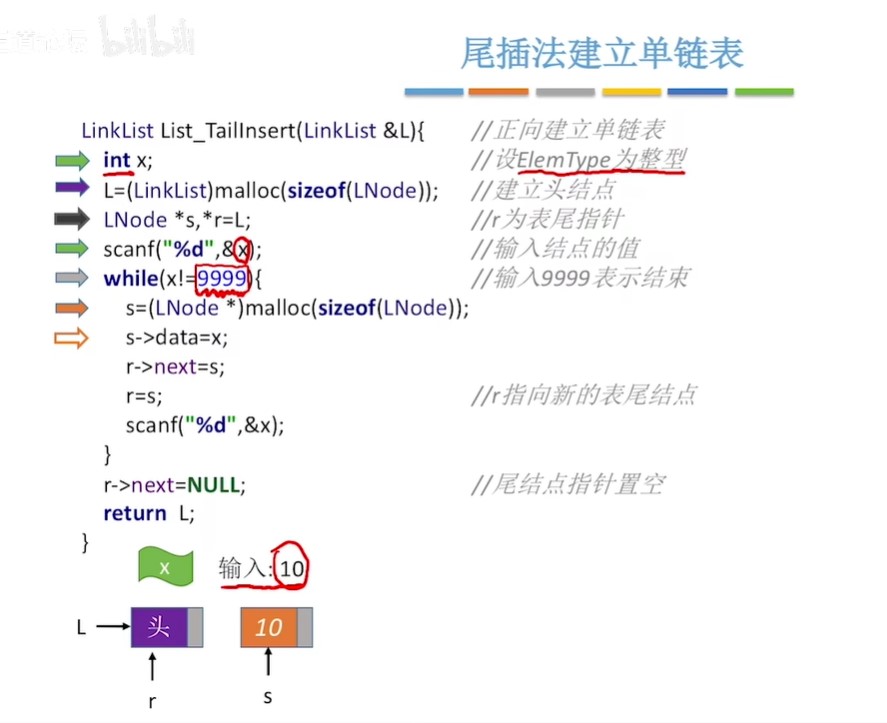 bilibili
尾插法建立单链表
LinkList List_TailInsert(LinkList &L){ //正向建立单链表
int x; //设ElemType为整型
L=(LinkList)malloc(sizeof(LNode)); //建立头结点
LNode *s,*r=L; //r为表尾指针
scanf("%d",&x); //输入结点的值
while(x!=9999){ //输入9999表示结束
s=(LNode *)malloc(sizeof(LNode));
s->data=x;
r->next=s;
r=s; //r指向新的表尾结点
scanf("%d",&x);
}
r->next=NULL; //尾结点指针置空
return L;
}
x 输入:10
L 头 10
r s